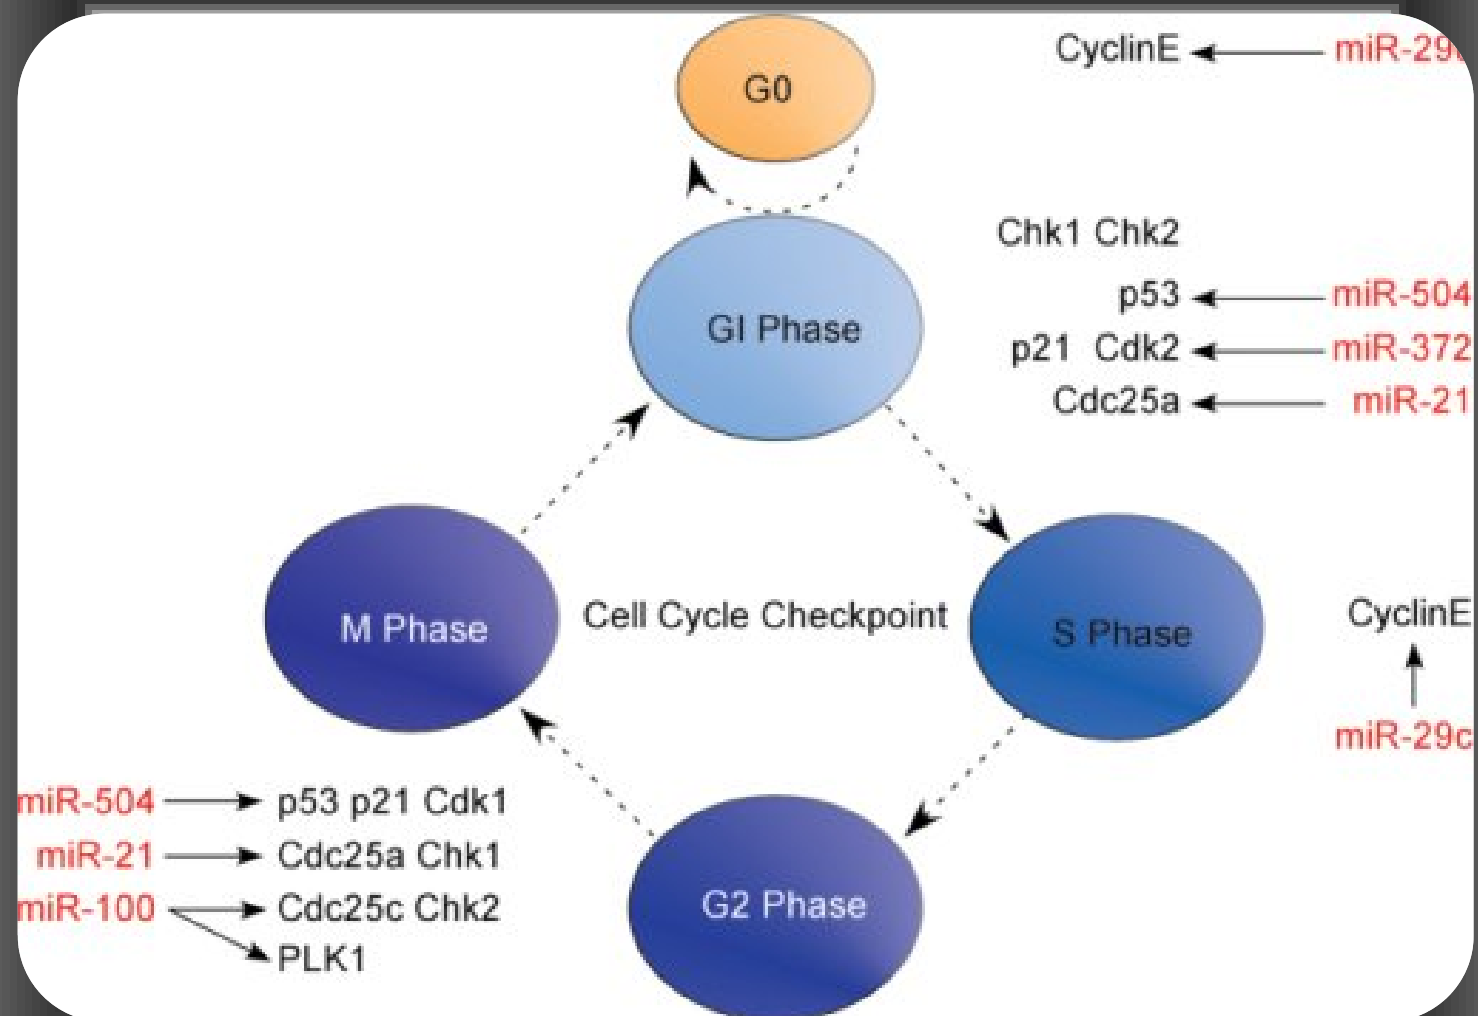 G0
CyclinE miR-29
Chk1 Chk2
p53 miR-504
GI Phase
p21 Cdk2 miR-372
Cdc25a miR-21
M Phase
Cell Cycle Checkpoint
S Phase
CyclinE
miR-29c
miR-504 p53 p21 Cdk1
miR-21 Cdc25a Chk1
miR-100 Cdc25c Chk2
PLK1
G2 Phase